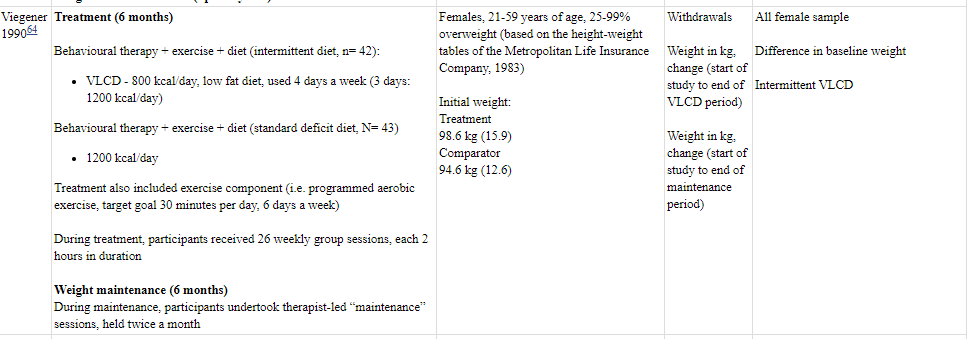 Viegener
199064
Treatment (6 months)
Behavioural therapy + exercise + diet (intermittent diet, n= 42):
• VLCD - 800 kcal/day, low fat diet, used 4 days a week (3 days:
1200 kcal/day)
Behavioural therapy + exercise + diet (standard deficit diet, N= 43)
• 1200 kcal/day
Treatment also included exercise component (i.e. programmed aerobic
exercise, target goal 30 minutes per day, 6 days a week)
During treatment, participants received 26 weekly group sessions, each 2
hours in duration
Weight maintenance (6 months)
During maintenance, participants undertook therapist-led “maintenance”
sessions, held twice a month
Females, 21-59 years of age, 25-99%
overweight (based on the height-weight
tables of the Metropolitan Life Insurance
Company, 1983)
Initial weight:
Treatment
98.6 kg (15.9)
Comparator
94.6 kg (12.6)
Withdrawals
Weight in kg,
change (start of
study to end of
VLCD period)
Weight in kg,
change (start of
study to end of
maintenance
period)
All female sample
Difference in baseline weight
Intermittent VLCD